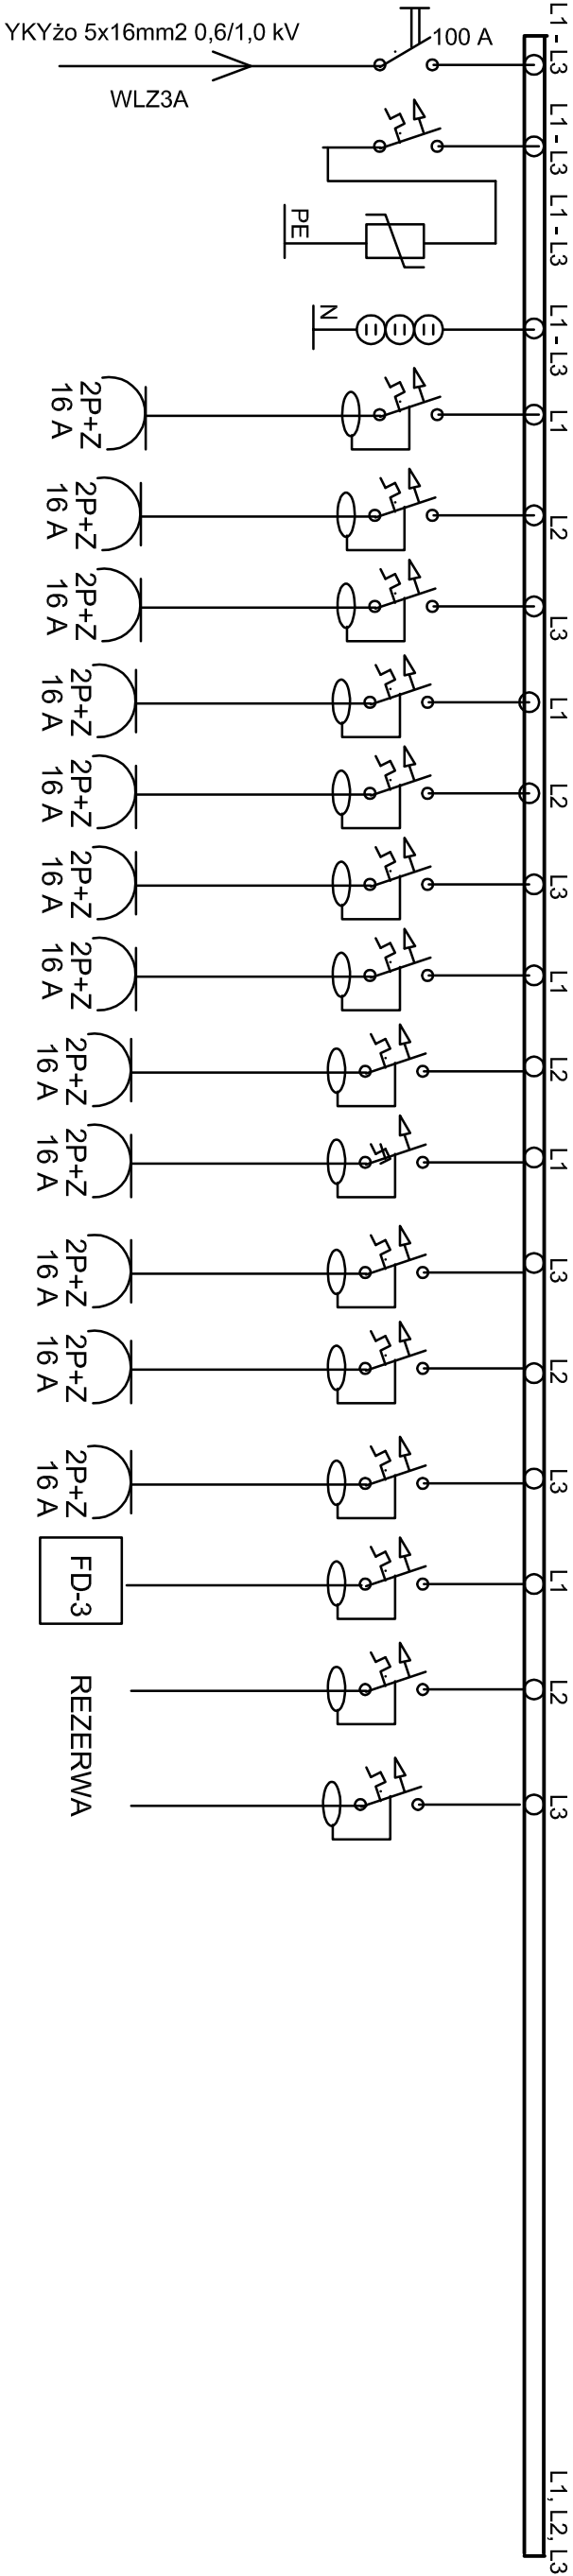 YKYżo 5x16mm2 0,6/1,0 kV
WLZ3A
100 A
L1 - L3
L1 - L3
L1 - L3
PE
L1 - L3
N
L1
2P+Z
16 A
L2
2P+Z
16 A
L3
2P+Z
16 A
L1
2P+Z
16 A
L2
2P+Z
16 A
L3
2P+Z
16 A
L1
2P+Z
16 A
L2
2P+Z
16 A
L1
2P+Z
16 A
L3
2P+Z
16 A
L2
2P+Z
16 A
L3
2P+Z
16 A
L1
FD-3
L2
REZERWA
L3
L1, L2, L3